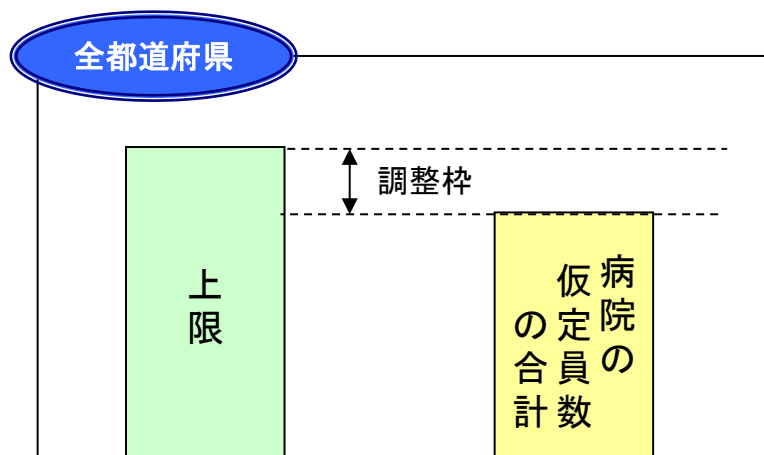 全都道府県
調整枠
上限
病院の
仮定員数
の合計